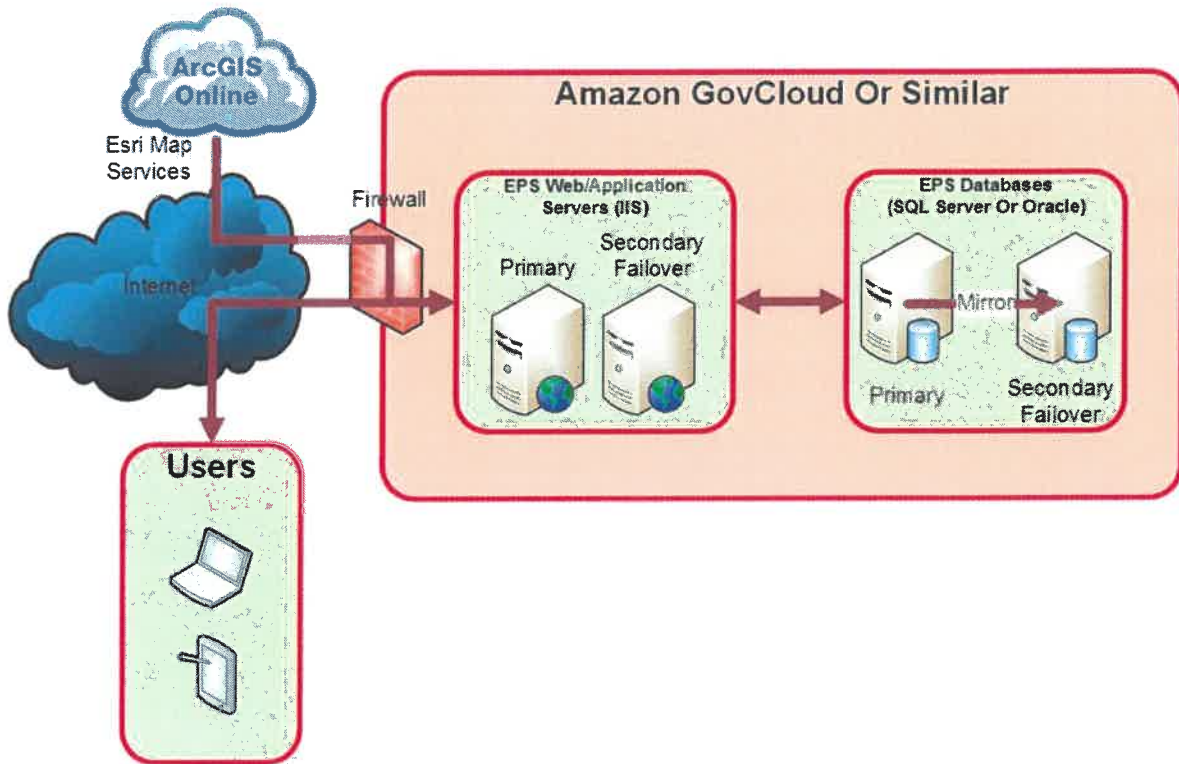 ArcGIS
Online
Esri Map
Services
Internet
Firewall
Amazon GovCloud Or Similar
EPS Web/Application
Servers (IIS)
Primary
Secondary
Failover
EPS Databases
(SQL Server Or Oracle)
Mirror
Primary
Secondary
Failover
Users